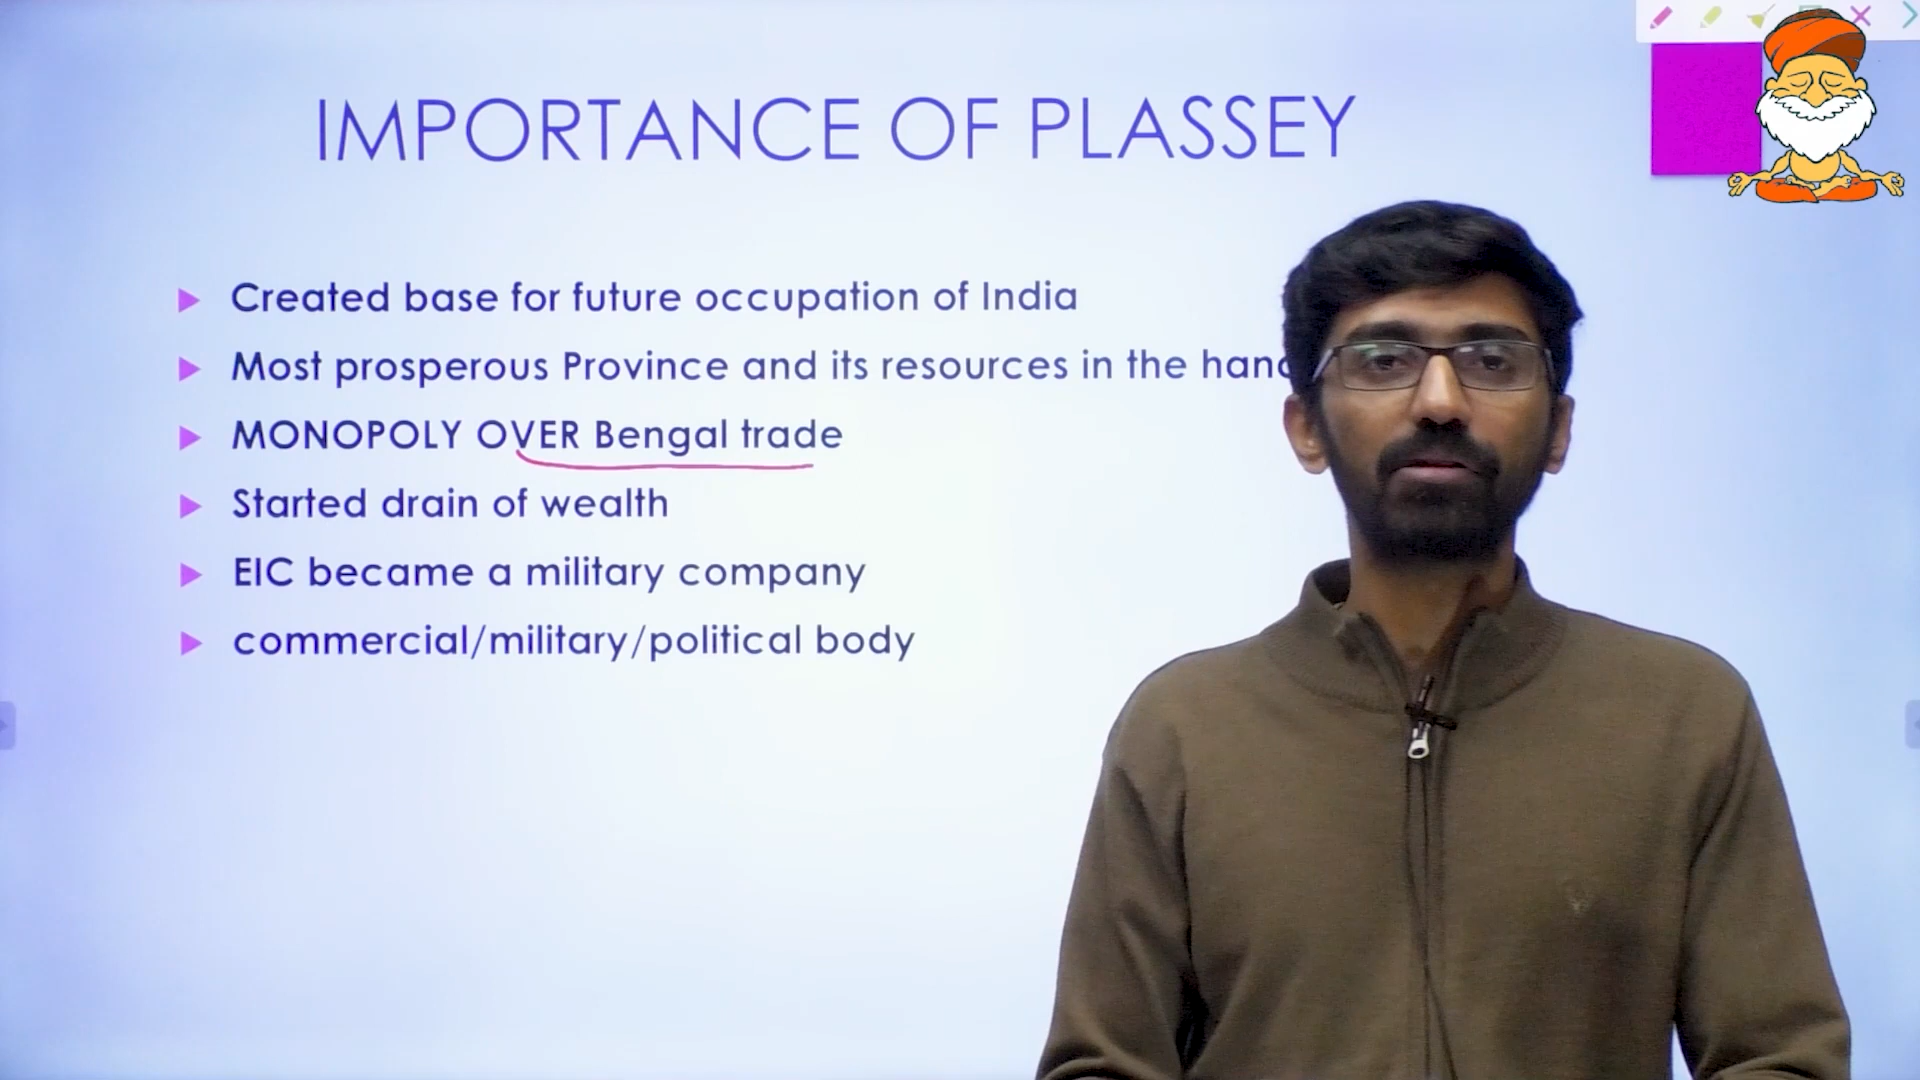 IMPORTANCE OF PLASSEY
Created base for future occupation of India
Most prosperous Province and its resources in the
MONOPOLY OVER Bengal trade
Started drain of wealth
EIC became a military company
commercial/military/political body